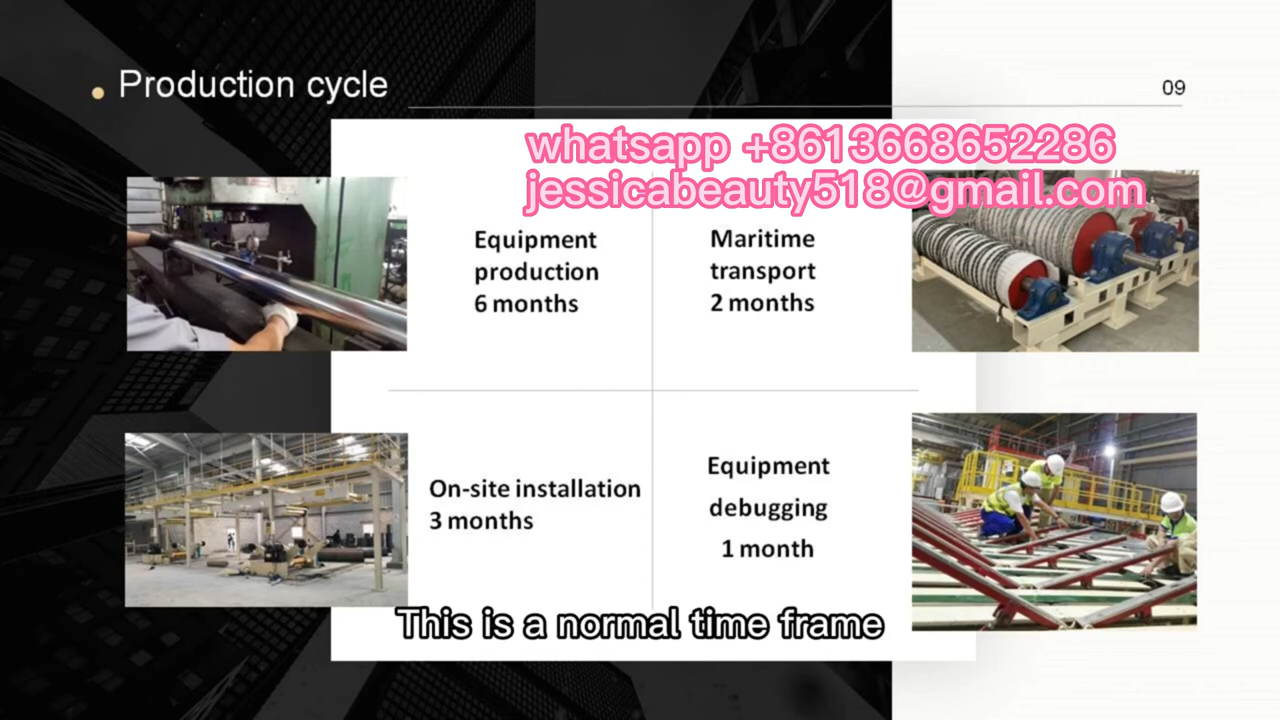 Production cycle
09
whatsapp +8613668652286
jessicabeauty518@gmail.com
Equipment
production
6 months
Maritime
transport
2 months
On-site installation
3 months
Equipment
debugging
1 month
This is a normal time frame